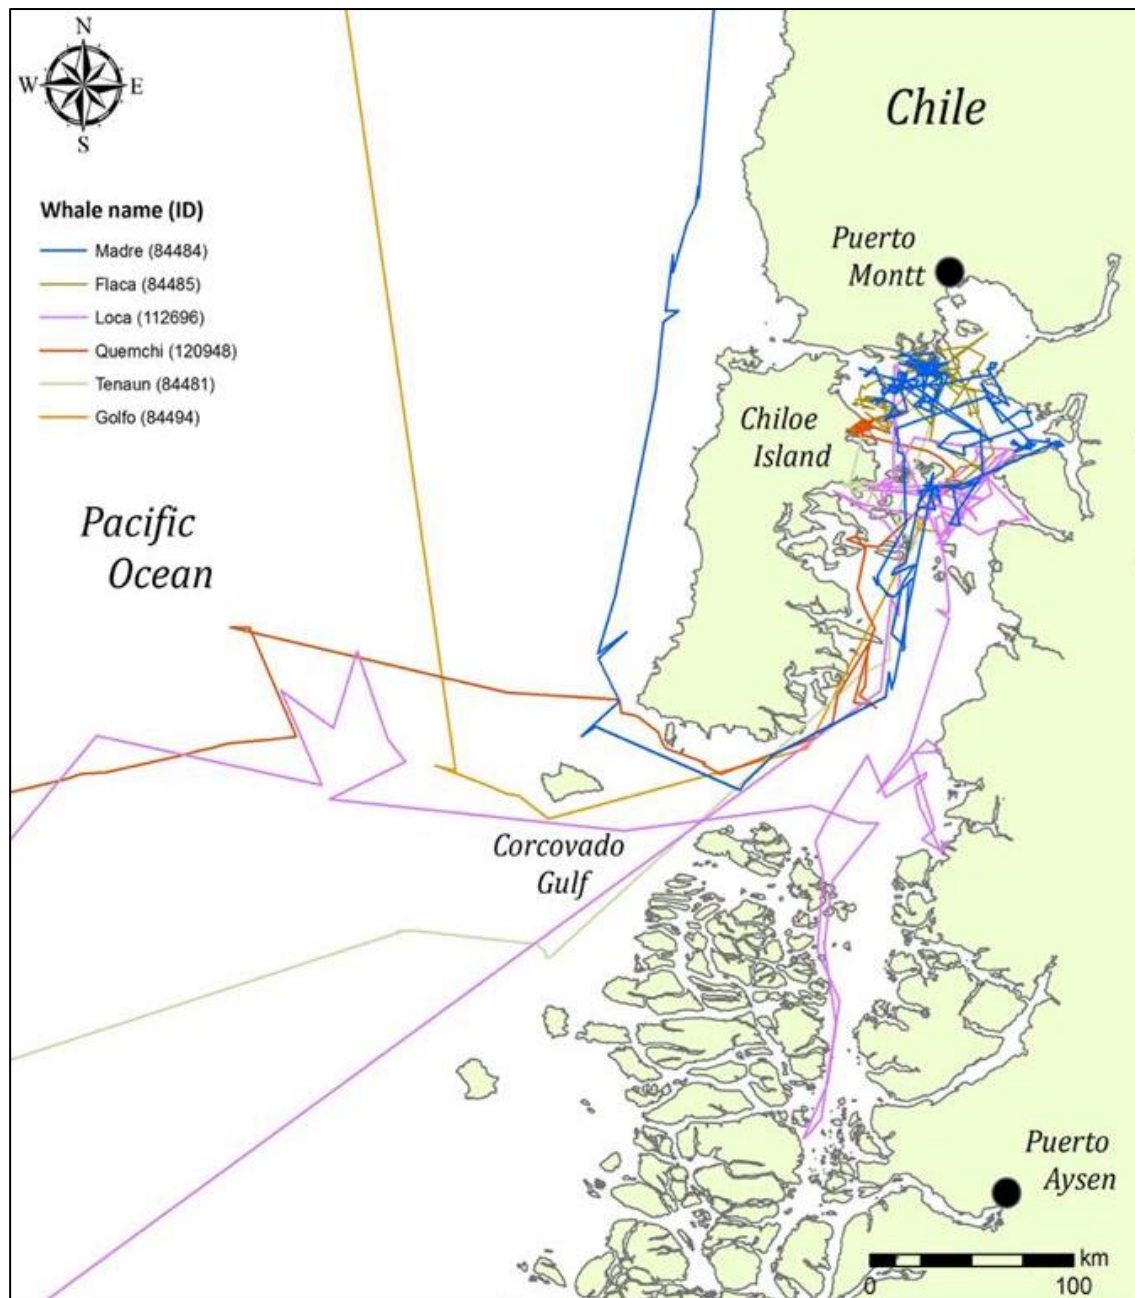 N
W E
S
Chile
Whale name (ID)
Madre (84484)
Flaca (84485)
Loca (112696)
Quemchi (120948)
Tenaun (84481)
Golfo (84494)
Puerto
Montt
Chiloe
Island
Pacific
Ocean
Corcovado
Gulf
Puerto
Aysen
km
0 100